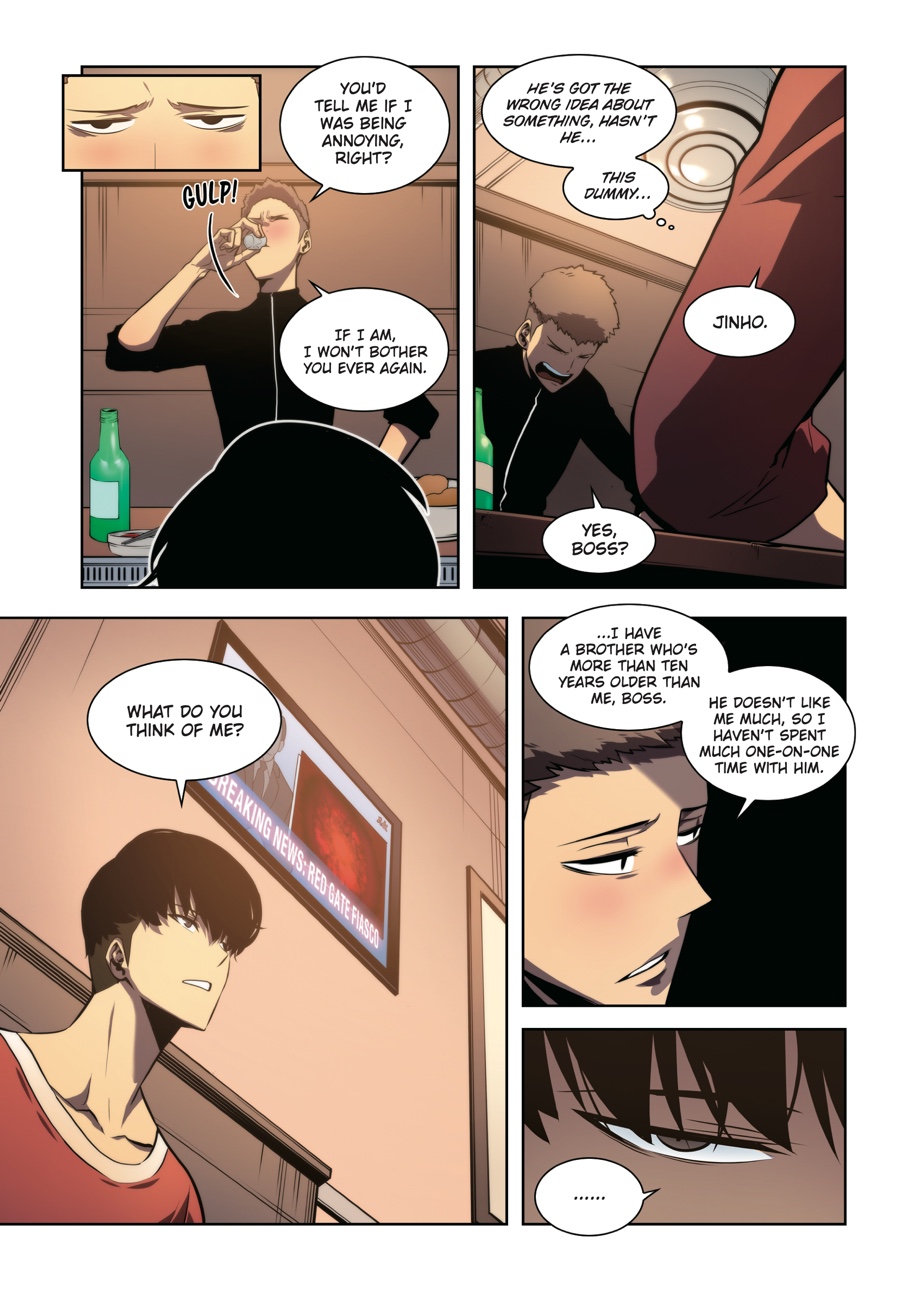 YOU'D
TELL ME IF I
WAS BEING
ANNOYING,
RIGHT?
GULP!
IF I AM,
I WON'T BOTHER
YOU EVER AGAIN.
HE'S GOT THE
WRONG IDEA ABOUT
SOMETHING, HASN'T
HE...
THIS
DUMMY...
JINHO.
YES,
BOSS?
WHAT DO YOU
THINK OF ME?
BREAKING NEWS: RED GATE FIASCO
...I HAVE
A BROTHER WHO'S
MORE THAN TEN
YEARS OLDER THAN
ME, BOSS.
HE DOESN'T LIKE
ME MUCH, SO I
HAVEN'T SPENT
MUCH ONE-ON-ONE
TIME WITH HIM.
......